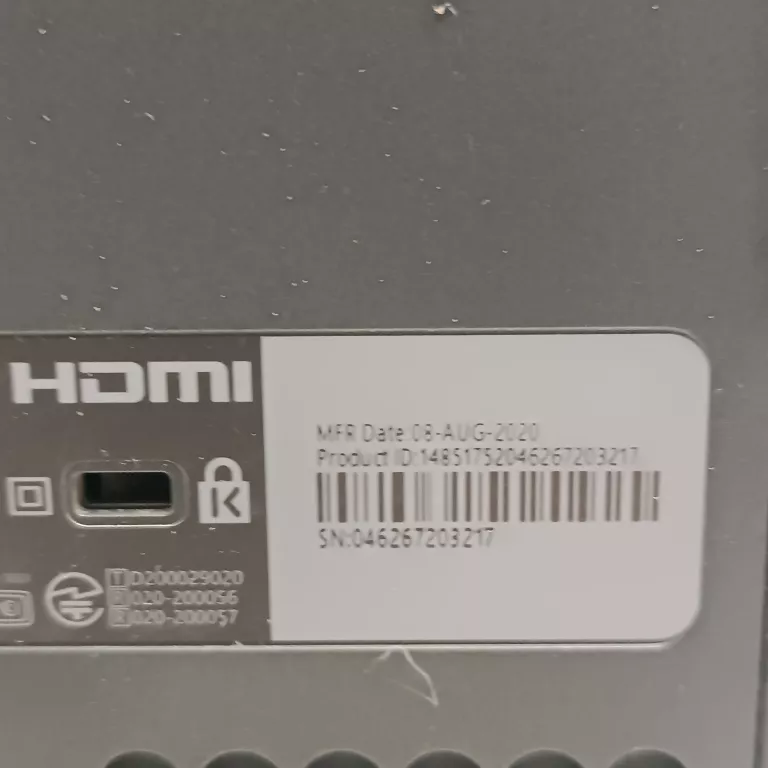 HDMI
MFR Date:08-AUG-2020
Product ID:14851752046267203217
SN:046267203217
K
T D200029020
R 020-200056
R 020-200057